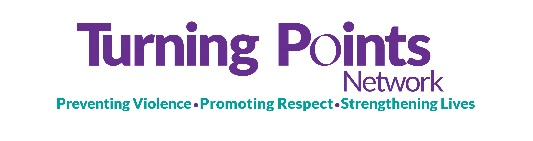 Turning Points
Network
Preventing Violence•Promoting Respect•Strengthening Lives